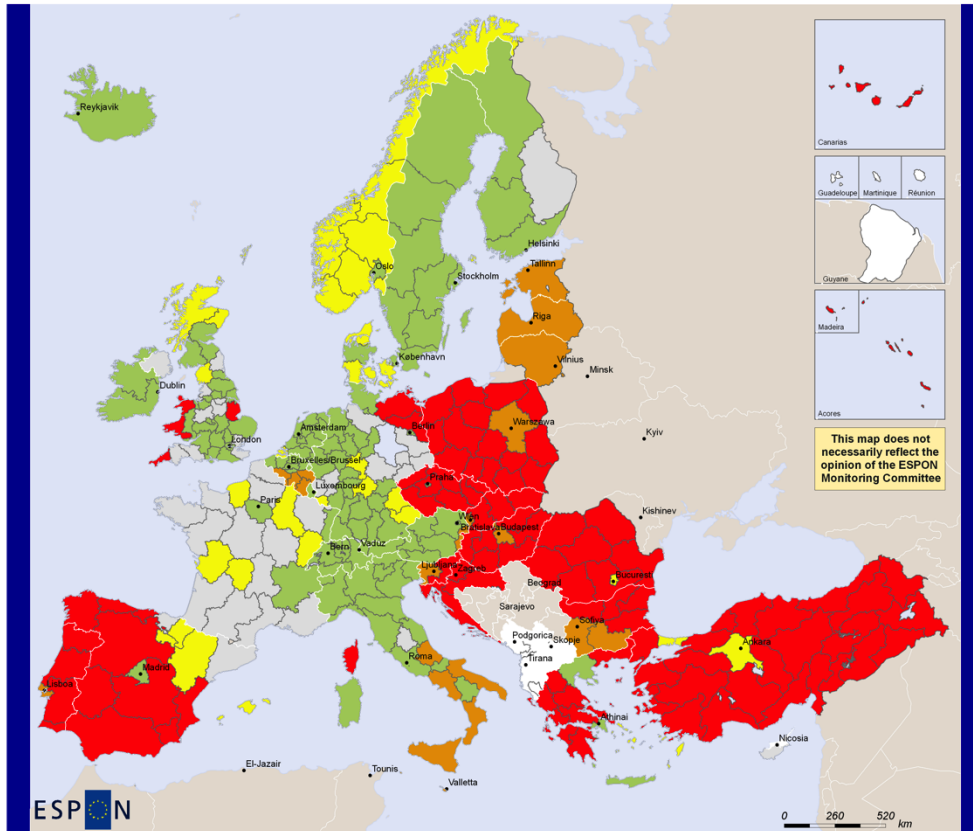 Reykjavik
Canarias
Guadeloupe
Martinique
Réunion
Guyane
Madeira
Acores
This map does not
necessarily reflect the
opinion of the ESPON
Monitoring Committee
Helsinki
Tallinn
Oslo
Stockholm
Riga
København
Vilnius
Minsk
Dublin
Berlin
Warszawa
London
Amsterdam
Kyiv
Bruxelles/Brussel
Luxembourg
Praha
Paris
Kishinev
Wien
Bratislava
Budapest
Bern
Vaduz
Ljubljana
Zagreb
Beograd
Bucuresti
Sarajevo
Sofiya
Podgorica
Skopje
Ankara
Roma
Tirana
Madrid
Lisboa
Athinai
Nicosia
El-Jazair
Tounis
Valletta
ESPON
0 260 520
km